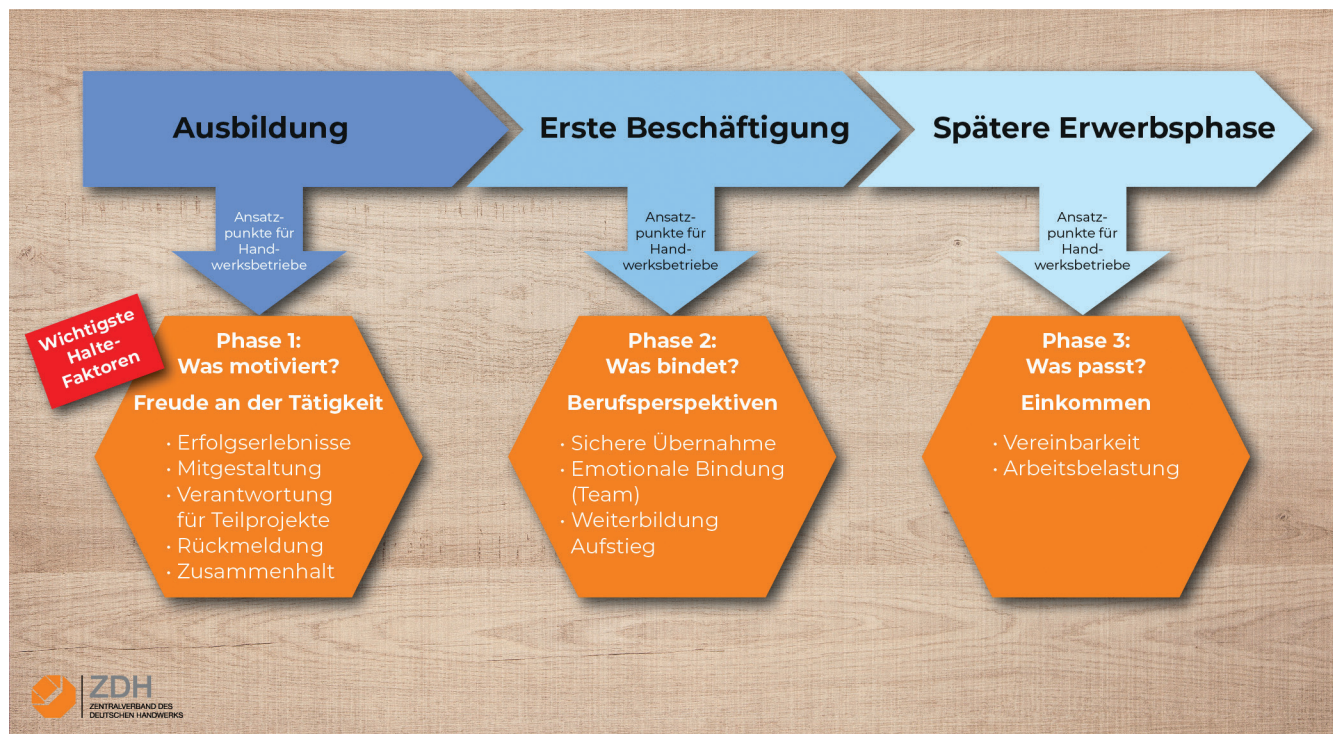 Ausbildung
Erste Beschäftigung
Spätere Erwerbsphase
Ansatz-
punkte für
Hand-
werksbetriebe
Ansatz-
punkte für
Hand-
werksbetriebe
Ansatz-
punkte für
Hand-
werksbetriebe
Wichtigste
Halte-
Faktoren
Phase 1:
Was motiviert?
Freude an der Tätigkeit
· Erfolgserlebnisse
· Mitgestaltung
· Verantwortung
für Teilprojekte
· Rückmeldung
· Zusammenhalt
Phase 2:
Was bindet?
Berufsperspektiven
· Sichere Übernahme
· Emotionale Bindung
(Team)
· Weiterbildung
Aufstieg
Phase 3:
Was passt?
Einkommen
· Vereinbarkeit
· Arbeitsbelastung
ZDH
ZENTRALVERBAND DES
DEUTSCHEN HANDWERKS